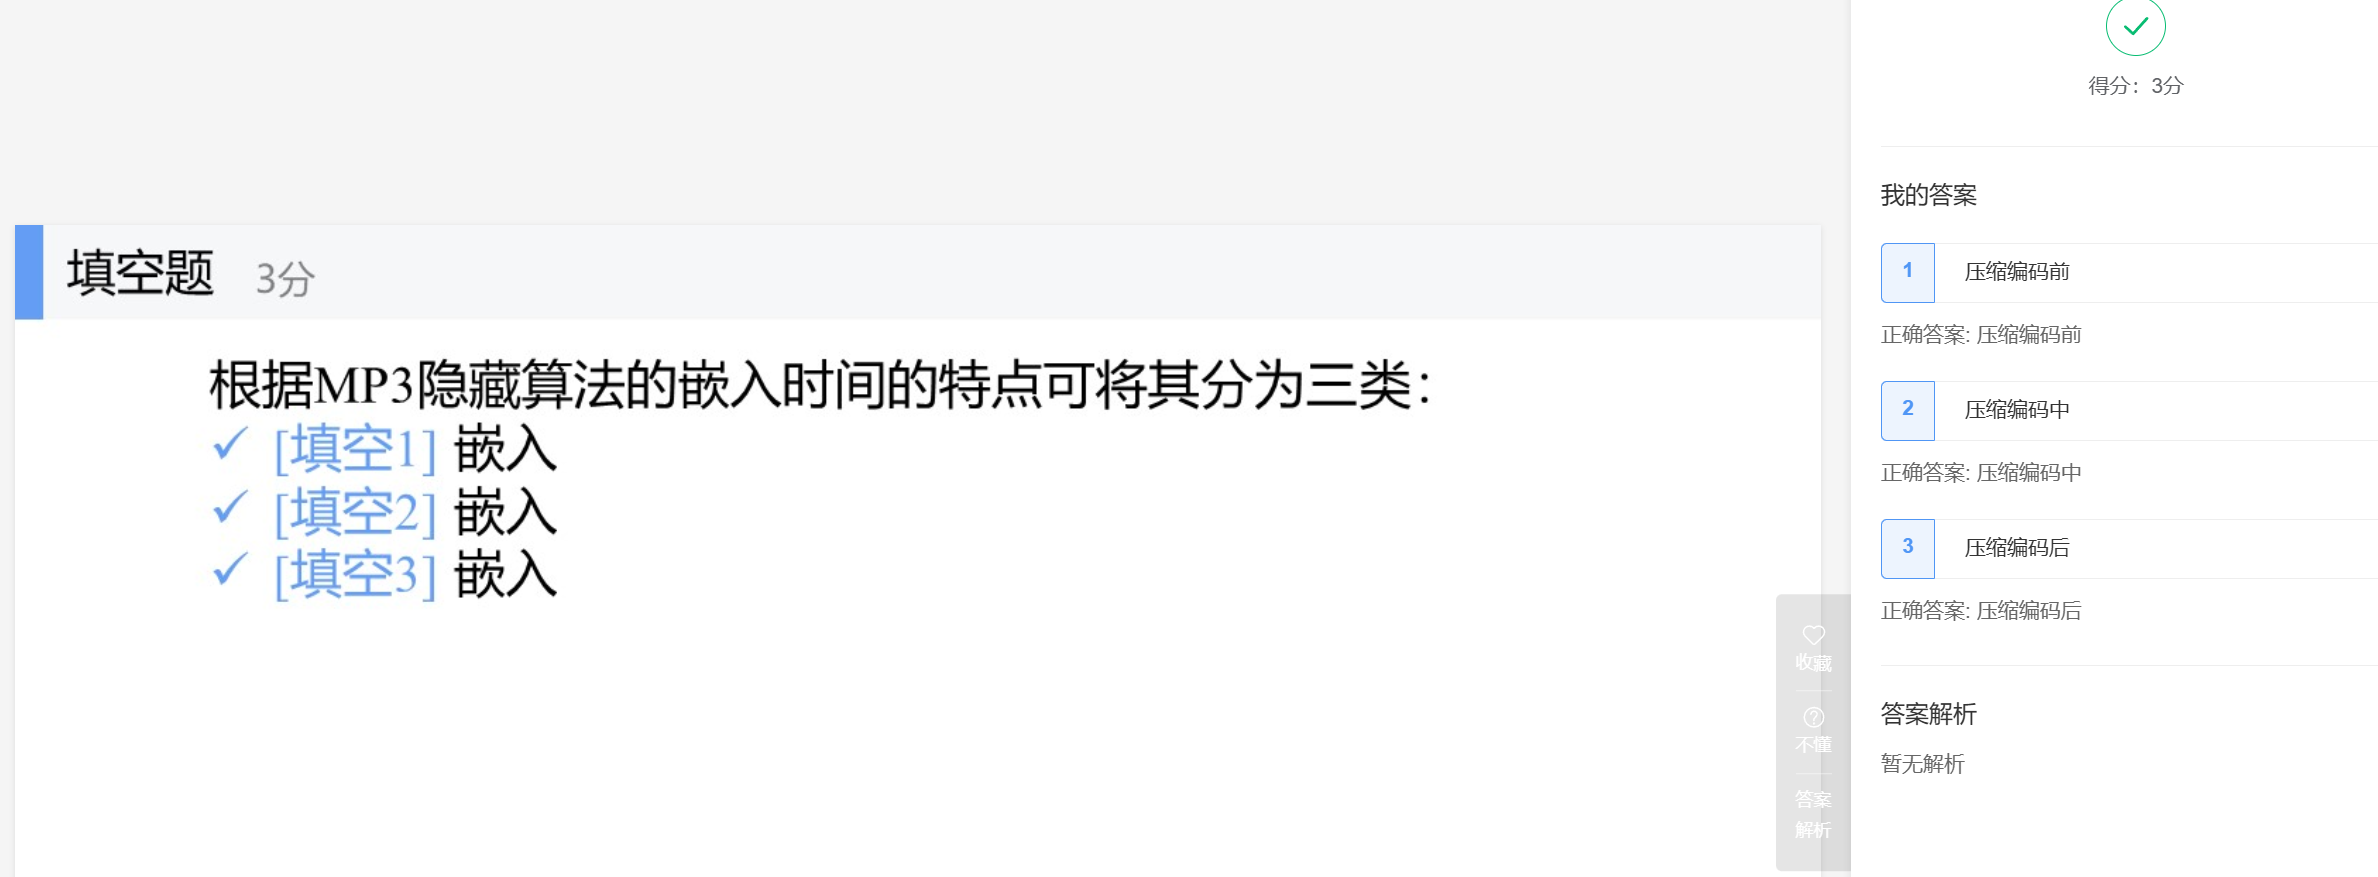 填空题 3分
根据MP3隐藏算法的嵌入时间的特点可将其分为三类：
[填空1] 嵌入
[填空2] 嵌入
[填空3] 嵌入
收藏
不懂
答案
解析
得分：3分
我的答案
1 压缩编码前
正确答案: 压缩编码前
2 压缩编码中
正确答案: 压缩编码中
3 压缩编码后
正确答案: 压缩编码后
答案解析
暂无解析